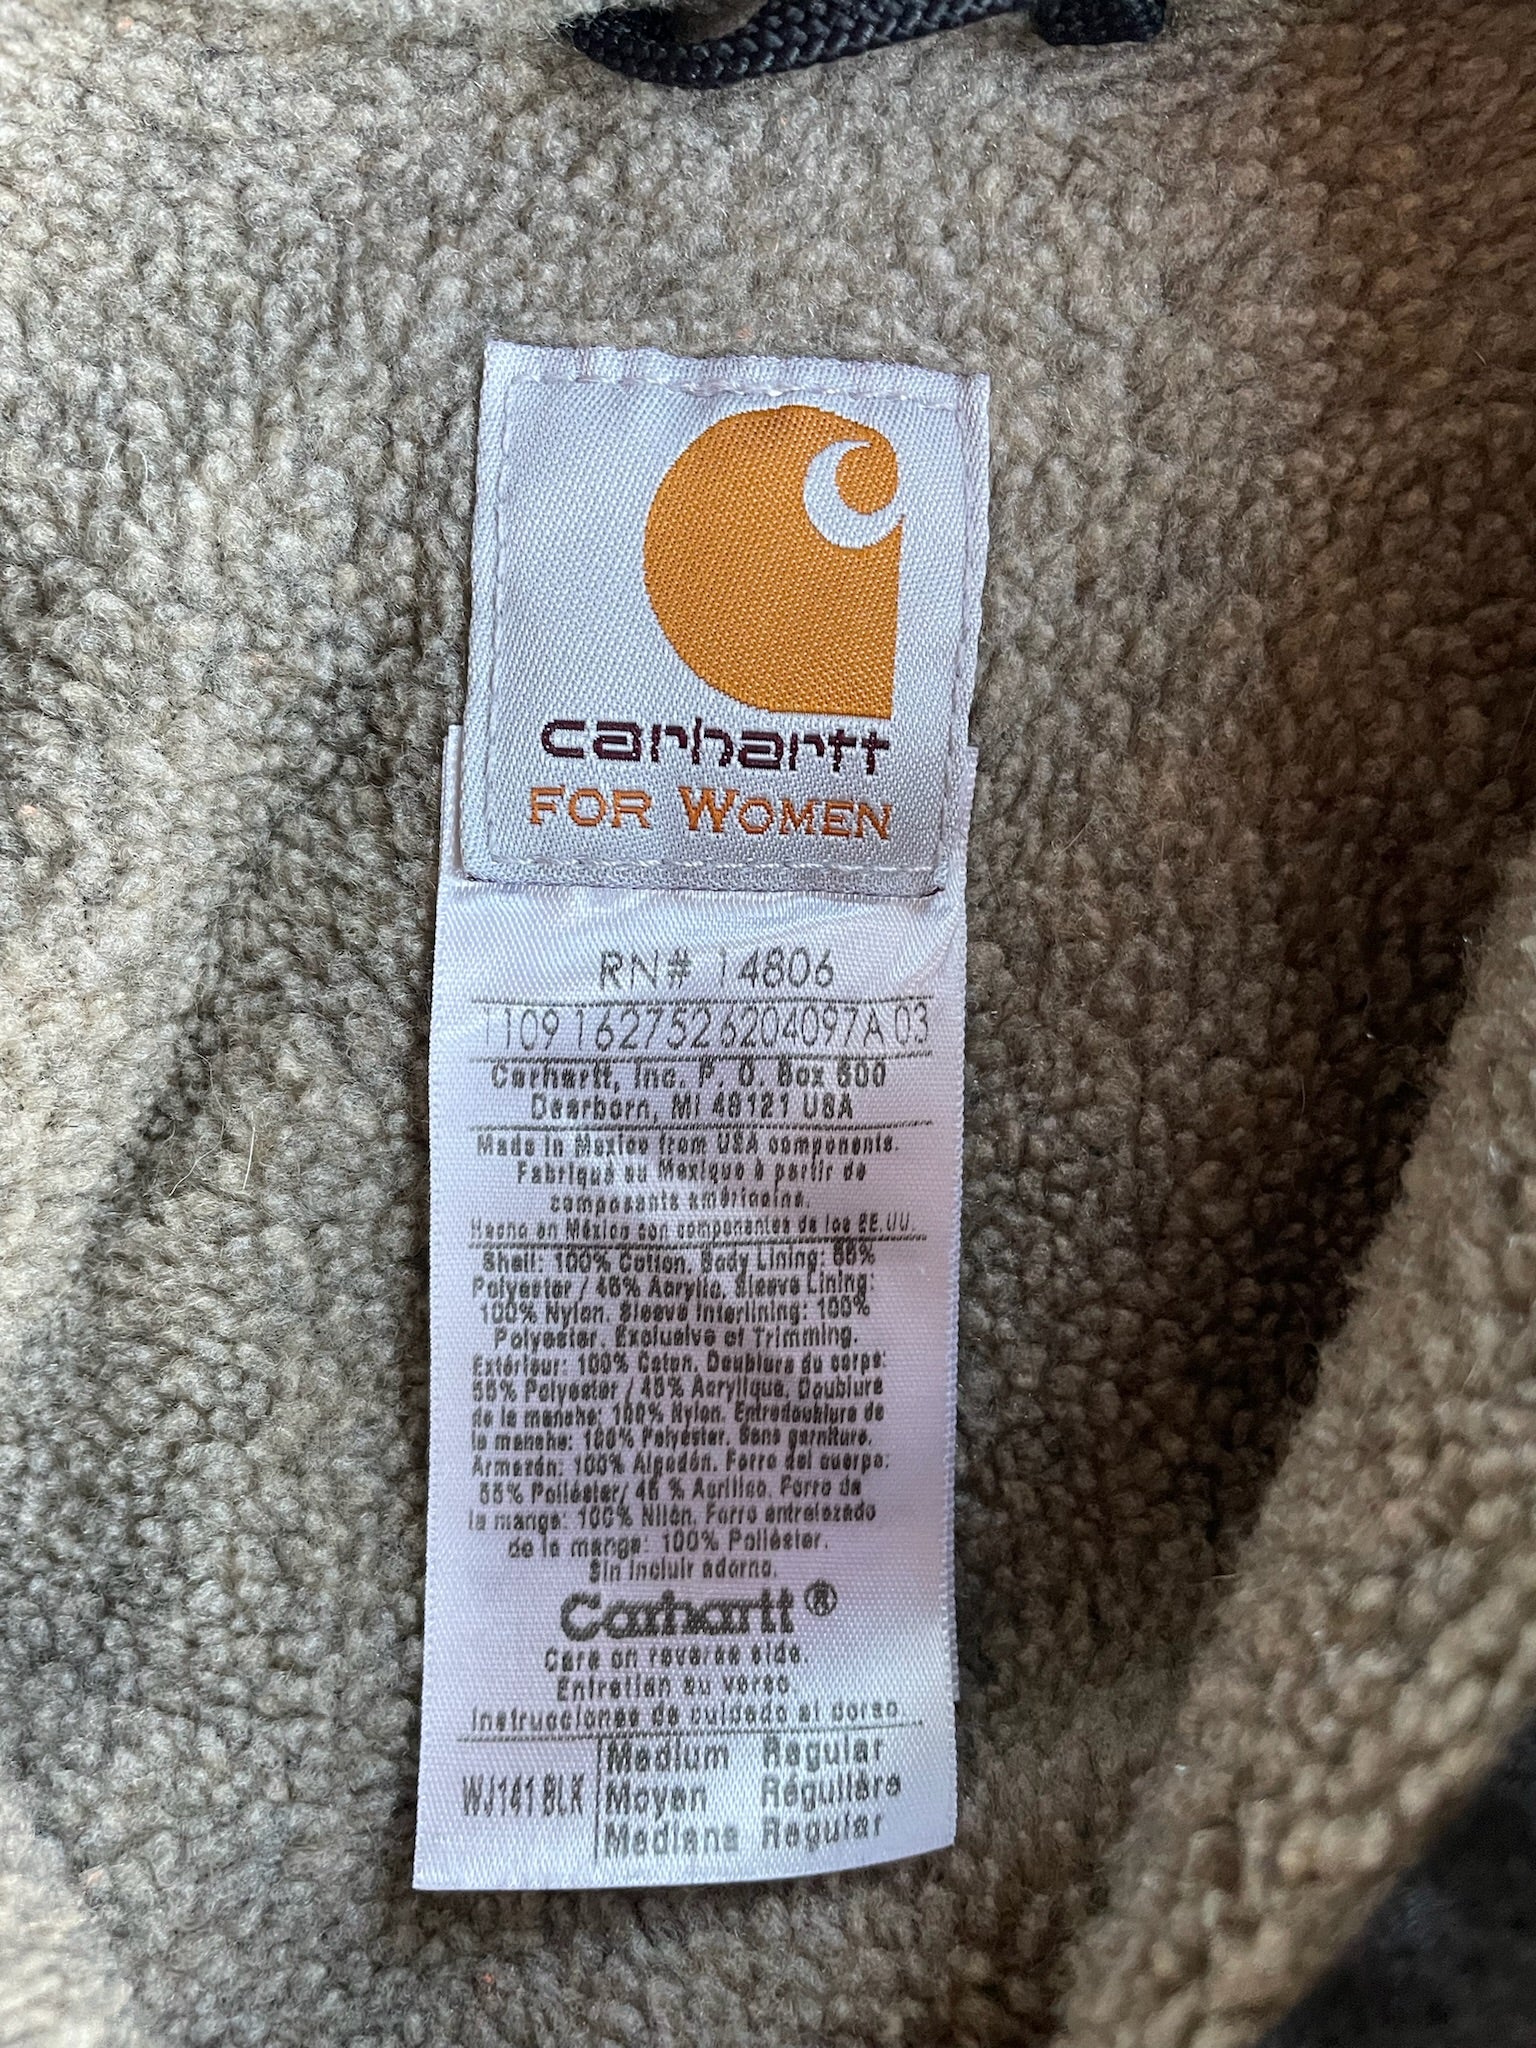 carhartt
FOR WOMEN
RN# 14806
1109 1627526204097A 03
Carhartt, Inc. P. O. Box 600
Dearborn, MI 48121 USA
Made in Mexico from USA components.
Fabriqué au Mexique à partir de
composants américains.
Hecho en México con componentes de los EE.UU.
Shell: 100% Cotton. Body Lining: 55%
Polyester / 45% Acrylic. Sleeve Lining:
100% Nylon. Sleeve Interlining: 100%
Polyester. Exclusive of Trimming.
Extérieur: 100% Coton. Doublure du corps:
55% Polyester / 45% Acrylique. Doublure
de la manche: 100% Nylon. Entredoublure de
la manche: 100% Polyester. Sans garniture.
Armazón: 100% Algodón. Forro del cuerpo:
55% Poliéster/ 45 % Acrílico. Forro de
la manga: 100% Nilón. Forro entrelazado
de la manga: 100% Poliéster.
Sin incluir adorno.
Carhartt®
Care on reverse side.
Entretien au verso
Instrucciones de cuidado al dorso
WJ141 BLK
Medium Regular
Moyen Régulière
Mediana Regular